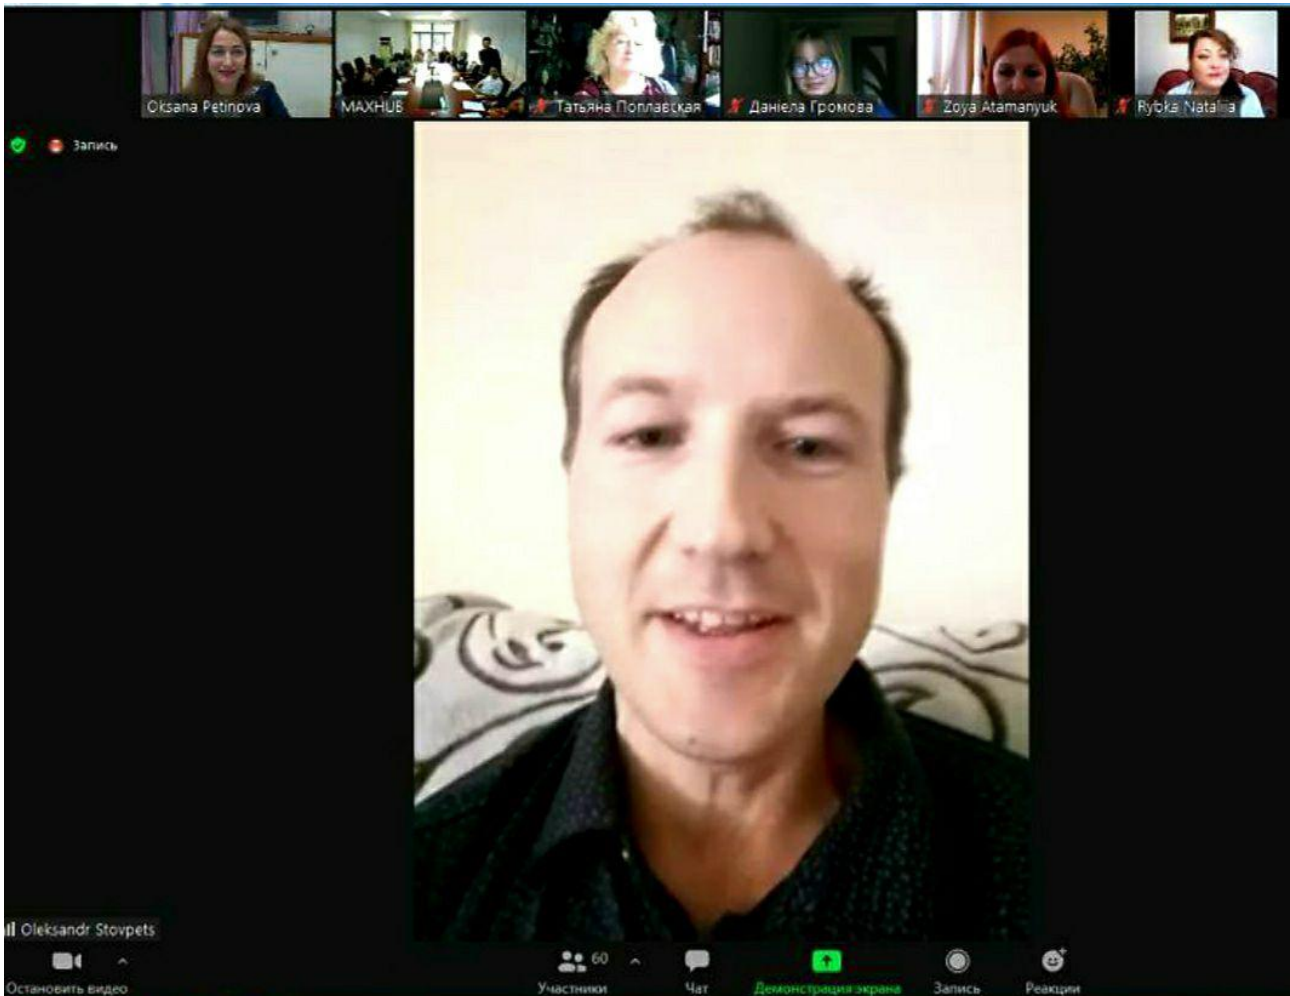 Oksana Petinova
MAXHUB
Татьяна Поплавская
Даніела Громова
Zoya Atamanyuk
Rybka Nataliia
Запись
Oleksandr Stovpets
60
Остановить видео
Участники
Чат
Демонстрация экрана
Запись
Реакции